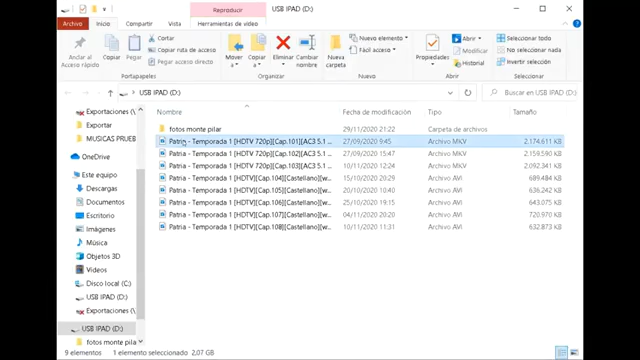 Reproducir
USB IPAD (D:)
Archivo
Inicio
Compartir
Vista
Herramientas de vídeo
Anclar al
Acceso rápido
Copiar
Pegar
Cortar
Copiar ruta de acceso
Pegar acceso directo
Portapapeles
Mover
a
Copiar
a
Eliminar
Cambiar
nombre
Organizar
Nueva
carpeta
Nuevo elemento
Fácil acceso
Nuevo
Propiedades
Abrir
Modificar
Historial
Abrir
Seleccionar todo
No seleccionar nada
Invertir selección
Seleccionar
USB IPAD (D:)
Buscar en USB IPAD (D:)
Nombre
Fecha de modificación
Tipo
Tamaño
fotos monte pilar 29/11/2020 21:22 Carpeta de archivos
Patria - Temporada 1 [HDTV 720p][Cap.101][AC3 5.1 ... 27/09/2020 9:45 Archivo MKV 2.174.611 KB
Patria - Temporada 1 [HDTV 720p][Cap.102][AC3 5.1 ... 27/09/2020 15:47 Archivo MKV 2.159.590 KB
Patria - Temporada 1 [HDTV 720p][Cap.103][AC3 5.1 ... 10/11/2020 12:00 Archivo MKV 2.092.341 KB
Patria - Temporada 1 [HDTV][Cap.104][Castellano][w... 10/11/2020 12:20 Archivo AVI 689.484 KB
Patria - Temporada 1 [HDTV][Cap.105][Castellano][w... 20/10/2020 10:40 Archivo AVI 636.242 KB
Patria - Temporada 1 [HDTV][Cap.106][Castellano][w... 26/10/2020 19:15 Archivo AVI 643.075 KB
Patria - Temporada 1 [HDTV][Cap.107][Castellano][w... 04/11/2020 20:20 Archivo AVI 720.970 KB
Patria - Temporada 1 [HDTV][Cap.108][Castellano][w... 10/11/2020 11:31 Archivo AVI 632.873 KB
Exportaciones (\\
Exportar
MUSICAS PRUEB
OneDrive
Este equipo
Descargas
Documentos
Escritorio
Imágenes
Música
Objetos 3D
Vídeos
Disco local (C:)
USB IPAD (D:)
Exportaciones (\\
USB IPAD (D:)
fotos monte pilar
9 elementos
1 elemento seleccionado 2,07 GB